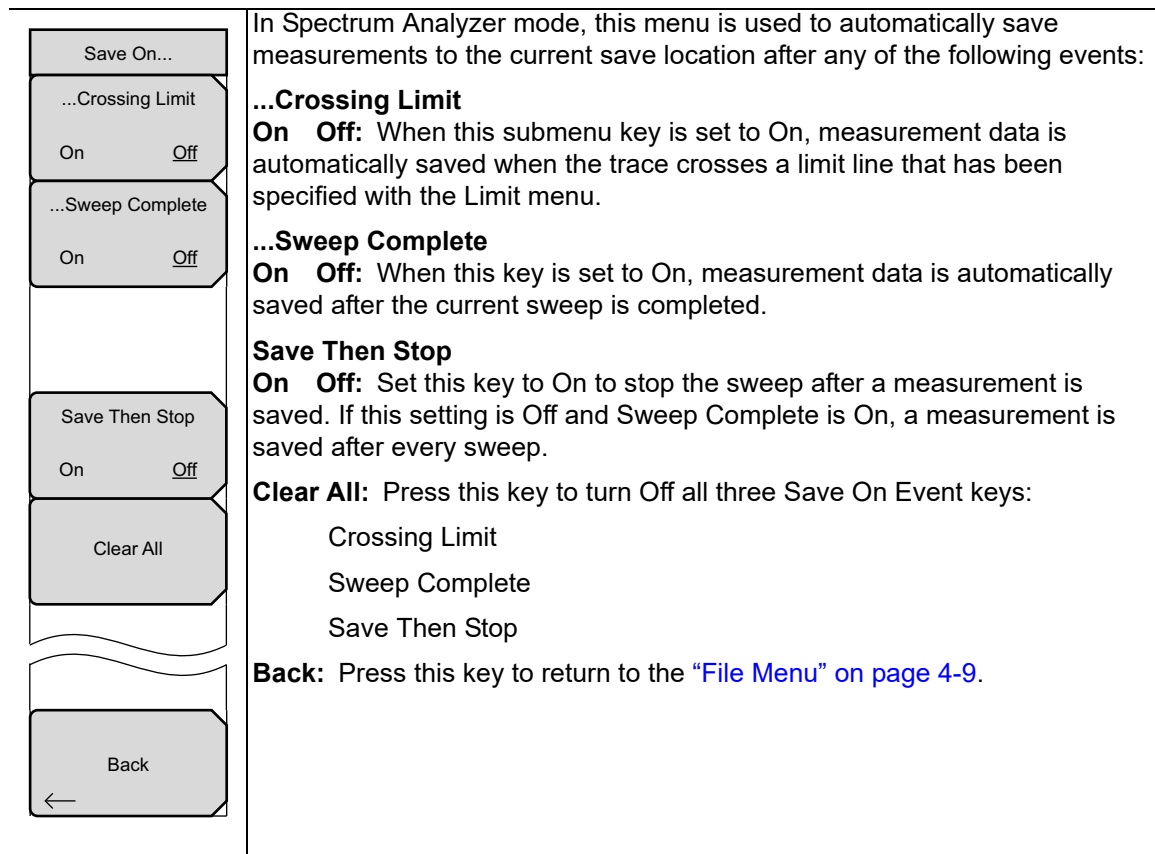 Save On...
...Crossing Limit
On Off
...Sweep Complete
On Off
Save Then Stop
On Off
Clear All
Back
In Spectrum Analyzer mode, this menu is used to automatically save
measurements to the current save location after any of the following events:
...Crossing Limit
On Off: When this submenu key is set to On, measurement data is
automatically saved when the trace crosses a limit line that has been
specified with the Limit menu.
...Sweep Complete
On Off: When this key is set to On, measurement data is automatically
saved after the current sweep is completed.
Save Then Stop
On Off: Set this key to On to stop the sweep after a measurement is
saved. If this setting is Off and Sweep Complete is On, a measurement is
saved after every sweep.
Clear All: Press this key to turn Off all three Save On Event keys:
Crossing Limit
Sweep Complete
Save Then Stop
Back: Press this key to return to the “File Menu” on page 4-9.